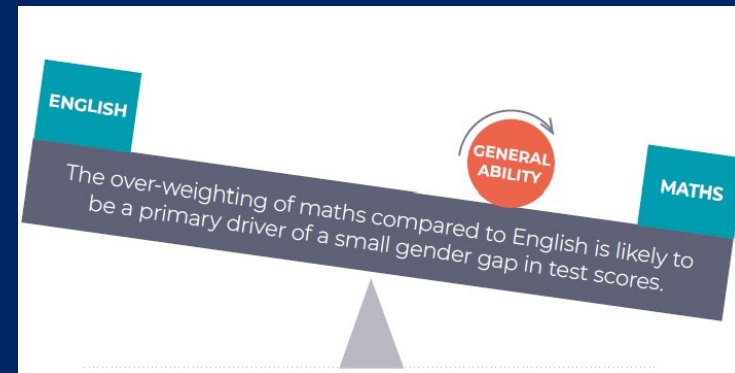 ENGLISH
GENERAL
ABILITY
MATHS
The over-weighting of maths compared to English is likely to
be a primary driver of a small gender gap in test scores.